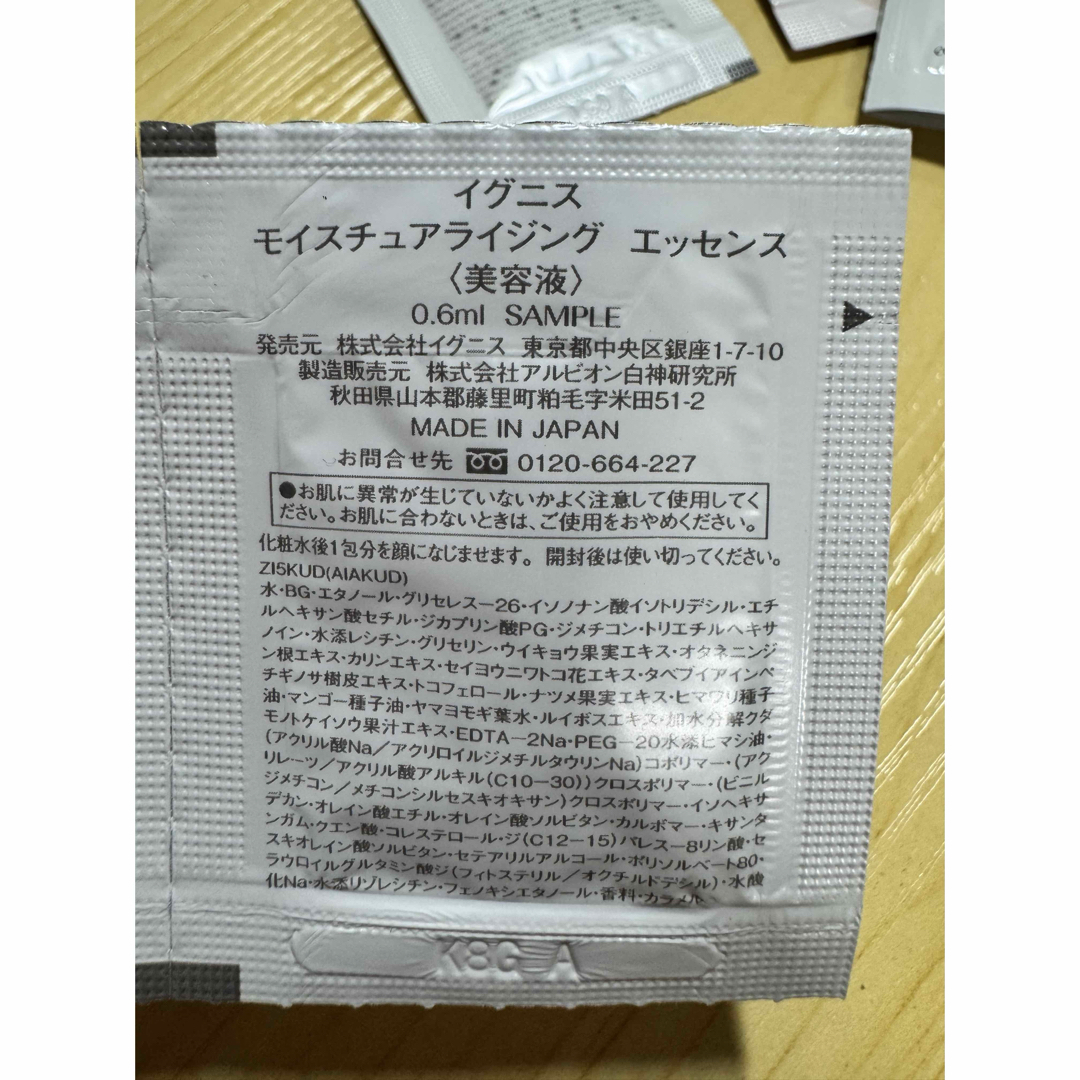 イグニス
モイスチュアライジング エッセンス
〈美容液〉
0.6ml SAMPLE
発売元 株式会社イグニス 東京都中央区銀座1-7-10
製造販売元 株式会社アルビオン白神研究所
秋田県山本郡藤里町粕毛字米田51-2
MADE IN JAPAN
お問合せ先 0120-664-227
●お肌に異常が生じていないかよく注意して使用してく
ださい。お肌に合わないときは、ご使用をおやめください。
化粧水後1包分を顔になじませます。開封後は使い切ってください。
ZI5KUD(AIAKUD)
水・BG・エタノール・グリセレス-26・イソノナン酸イソトリデシル・エチ
ルヘキサン酸セチル・ジカプリン酸PG・ジメチコン・トリエチルヘキサ
ノイン・水添レシチン・グリセリン・ウイキョウ果実エキス・オタネニンジ
ン根エキス・カリンエキス・セイヨウニワトコ花エキス・タベブイアインペ
チギノサ樹皮エキス・トコフェロール・ナツメ果実エキス・ヒマワリ種子
油・マンゴー種子油・ヤマヨモギ葉水・ルイボスエキス・加水分解クダ
モノトケイソウ果汁エキス・EDTA-2Na・PEG-20水添ヒマシ油・
(アクリル酸Na/アクリロイルジメチルタウリンNa)コポリマー・(アク
リレーツ/アクリル酸アルキル(C10-30))クロスポリマー・(ビニル
ジメチコン/メチコンシルセスキオキサン)クロスポリマー・イソヘキサ
デカン・オレイン酸エチル・オレイン酸ソルビタン・カルボマー・キサンタ
ンガム・クエン酸・コレステロール・ジ(C12-15)パレス-8リン酸・セ
スキオレイン酸ソルビタン・セテアリルアルコール・ポリソルベート80・
ラウロイルグルタミン酸ジ(フィトステリル/オクチルドデシル)・水酸
化Na・水添リゾレシチン・フェノキシエタノール・香料・カラメル
K8G A